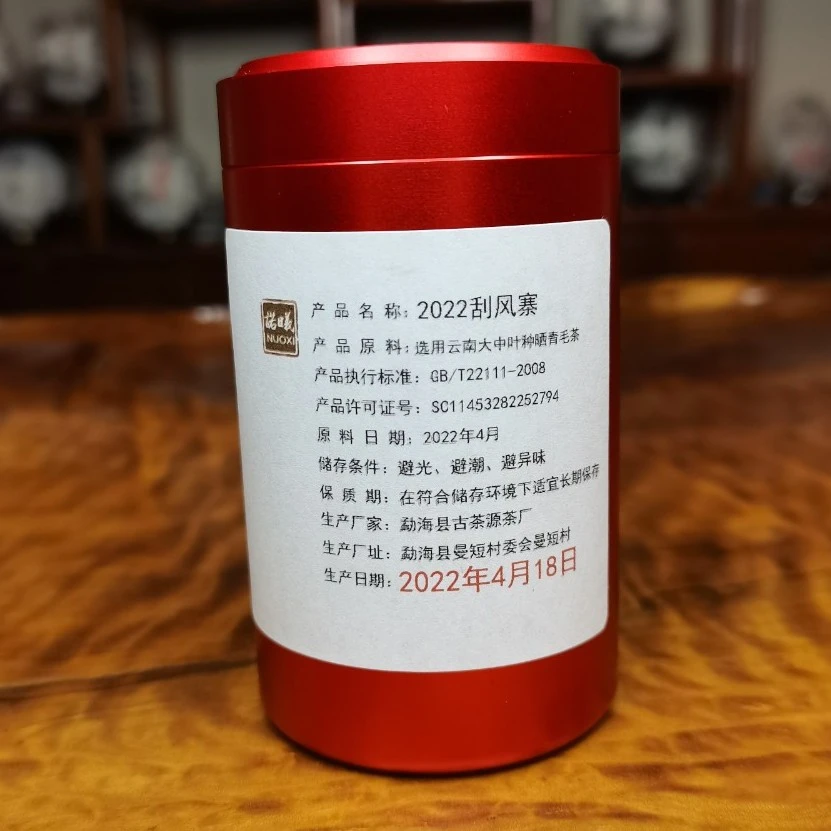 诺曦
NUOXI
产品名称：2022刮风寨
产品原料：选用云南大中叶种晒青毛茶
产品执行标准：GB/T22111-2008
产品许可证号：SC11453282252794
原料日期：2022年4月
储存条件：避光、避潮、避异味
保质期：在符合储存环境下适宜长期保存
生产厂家：勐海县古茶源茶厂
生产厂址：勐海县曼短村委会曼短村
生产日期：2022年4月18日